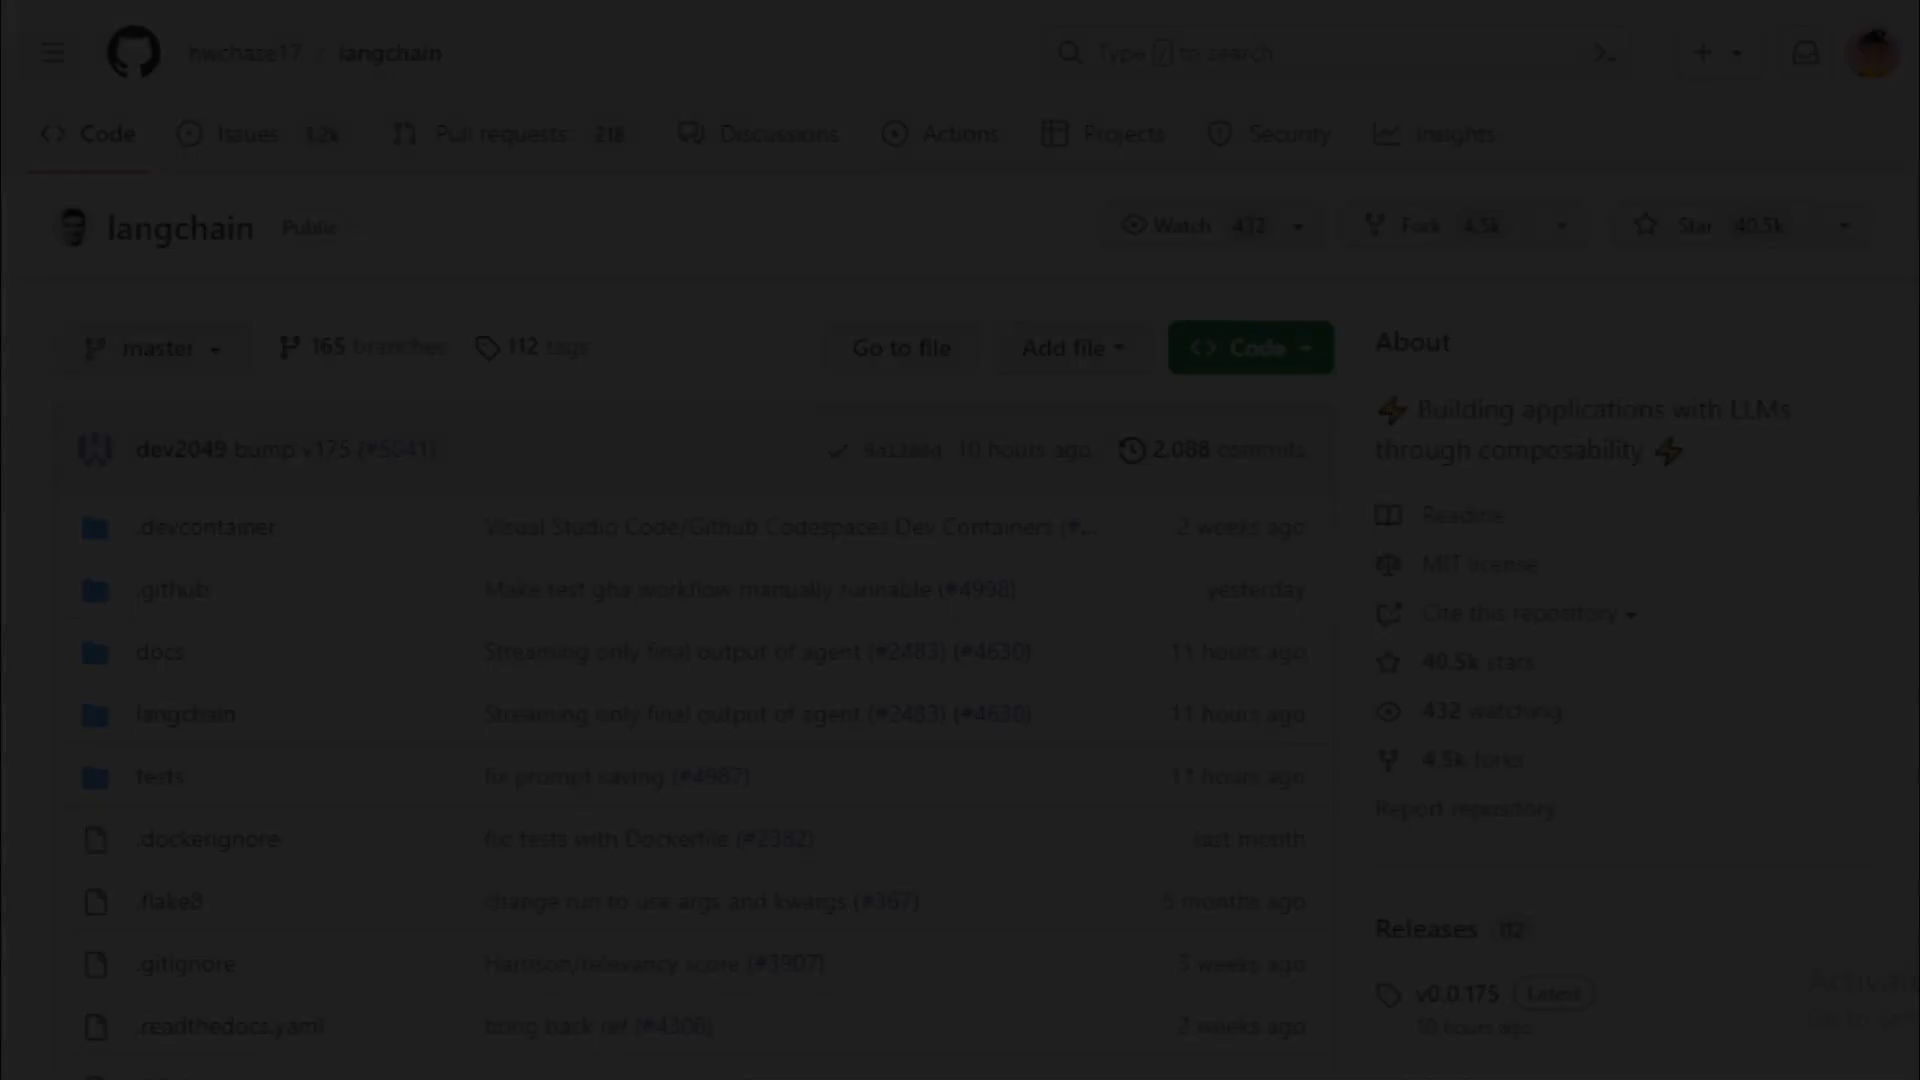 hwchase17 / langchain
Type / to search
Code
Issues
Pull requests 218
Discussions
Actions
Projects
Security
Insights
langchain Public
Watch 432
Fork 4.5k
Star 40.5k
master
165 branches
112 tags
Go to file
Add file
Code
dev2049 bump v175 (#5041)
10 hours ago
2,088 commits
.devcontainer Visual Studio Code/Github Codespaces Dev Containers (#... 2 weeks ago
.github Make test gha workflow manually runnable (#4998) yesterday
docs Streaming only final output of agent (#2483) (#4630) 11 hours ago
langchain Streaming only final output of agent (#2483) (#4630) 11 hours ago
tests fix prompt saving (#4987) 11 hours ago
.dockerignore fix tests with Dockerfile (#2382) last month
.flake8 change run to use args and kwargs (#367) 5 months ago
.gitignore Harrison/relevancy score (#3907) 3 weeks ago
.readthedocs.yaml bring back ref (#4308) 2 weeks ago
About
Building applications with LLMs
through composability
Readme
MIT license
Cite this repository
40.5k stars
432 watching
4.5k forks
Report repository
Releases 112
v0.0.175 Latest
10 hours ago